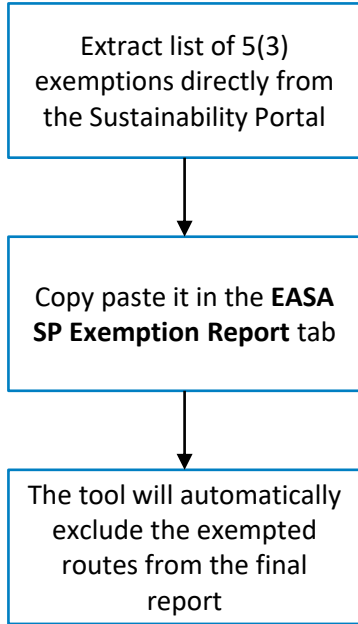 Extract list of 5(3)
exemptions directly from
the Sustainability Portal
Copy paste it in the EASA
SP Exemption Report tab
The tool will automatically
exclude the exempted
routes from the final
report